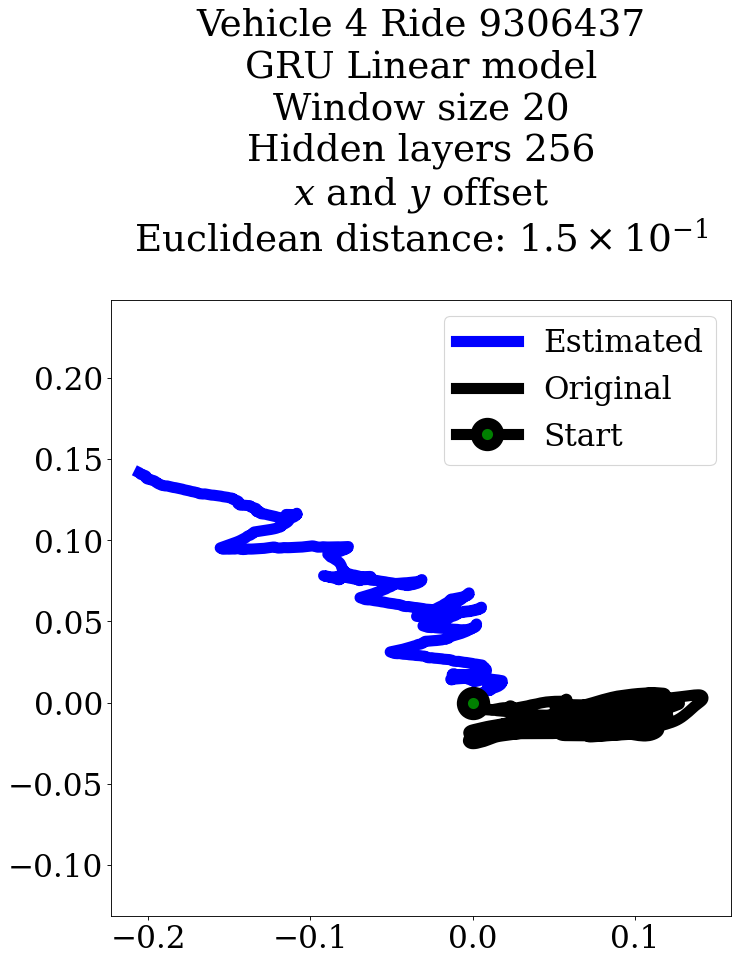 Vehicle 4 Ride 9306437
GRU Linear model
Window size 20
Hidden layers 256
x and y offset
Euclidean distance: 1.5 × 10⁻¹
Estimated
Original
Start
0.20
0.15
0.10
0.05
0.00
−0.05
−0.10
−0.2 −0.1 0.0 0.1